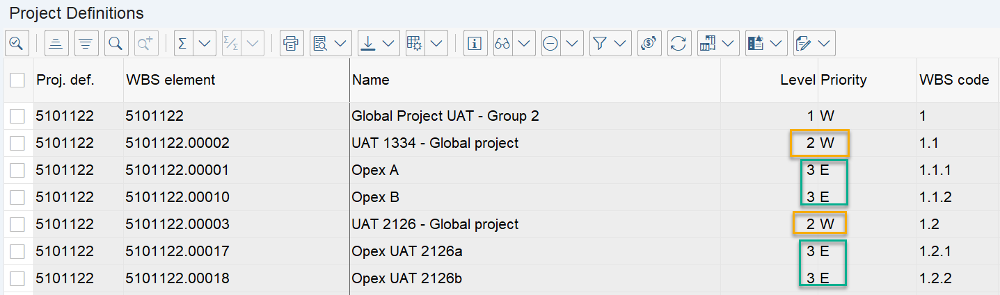 Project Definitions
Proj. def. WBS element Name Level Priority WBS code
5101122 5101122 Global Project UAT - Group 2 1 W 1
5101122 5101122.00002 UAT 1334 - Global project 2 W 1.1
5101122 5101122.00001 Opex A 3 E 1.1.1
5101122 5101122.00010 Opex B 3 E 1.1.2
5101122 5101122.00003 UAT 2126 - Global project 2 W 1.2
5101122 5101122.00017 Opex UAT 2126a 3 E 1.2.1
5101122 5101122.00018 Opex UAT 2126b 3 E 1.2.2